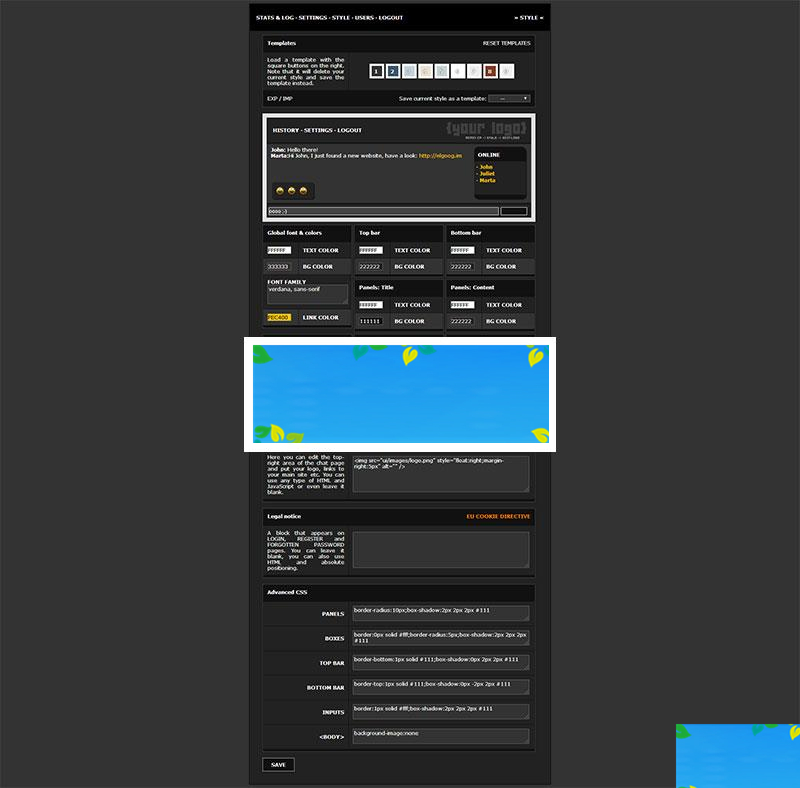 STATS & LOG · SETTINGS · STYLE · USERS · LOGOUT
» STYLE «
Templates
RESET TEMPLATES
Load a template with the
square buttons on the right.
Note that it will delete your
current style and save the
template instead.
1 2
8
EXP / IMP
Save current style as a template: --
HISTORY · SETTINGS · LOGOUT
{your logo}
John: Hello there!
Marta:Hi John, I just found a new website, have a look: http://elgoog.im
ONLINE
- John
- Juliet
- Marta
oooo ;-)
Global font & colors
FFFFFF TEXT COLOR
333333 BG COLOR
FONT FAMILY
verdana, sans-serif
FEC400 LINK COLOR
Top bar
FFFFFF TEXT COLOR
222222 BG COLOR
Bottom bar
FFFFFF TEXT COLOR
222222 BG COLOR
Panels: Title
FFFFFF TEXT COLOR
111111 BG COLOR
Panels: Content
FFFFFF TEXT COLOR
222222 BG COLOR
Here you can edit the top-
right area of the chat page
and put your logo, links to
your main site etc. You can
use any type of HTML and
JavaScript or even leave it
blank.
<img src="ui/images/logo.png" style="float:right;margin-
right:5px" alt="" />
Legal notice
EU COOKIE DIRECTIVE
A block that appears on
LOGIN, REGISTER and
FORGOTTEN PASSWORD
pages. You can leave it
blank, you can also use
HTML and absolute
positioning.
Advanced CSS
PANELS
border-radius:10px;box-shadow:2px 2px 2px #111
BOXES
border:0px solid #fff;border-radius:5px;box-shadow:2px 2px 2px
#111
TOP BAR
border-bottom:1px solid #111;box-shadow:0px 2px 2px #111
BOTTOM BAR
border-top:1px solid #111;box-shadow:0px -2px 2px #111
INPUTS
border:1px solid #fff;box-shadow:2px 2px 2px #111
<BODY>
background-image:none
SAVE